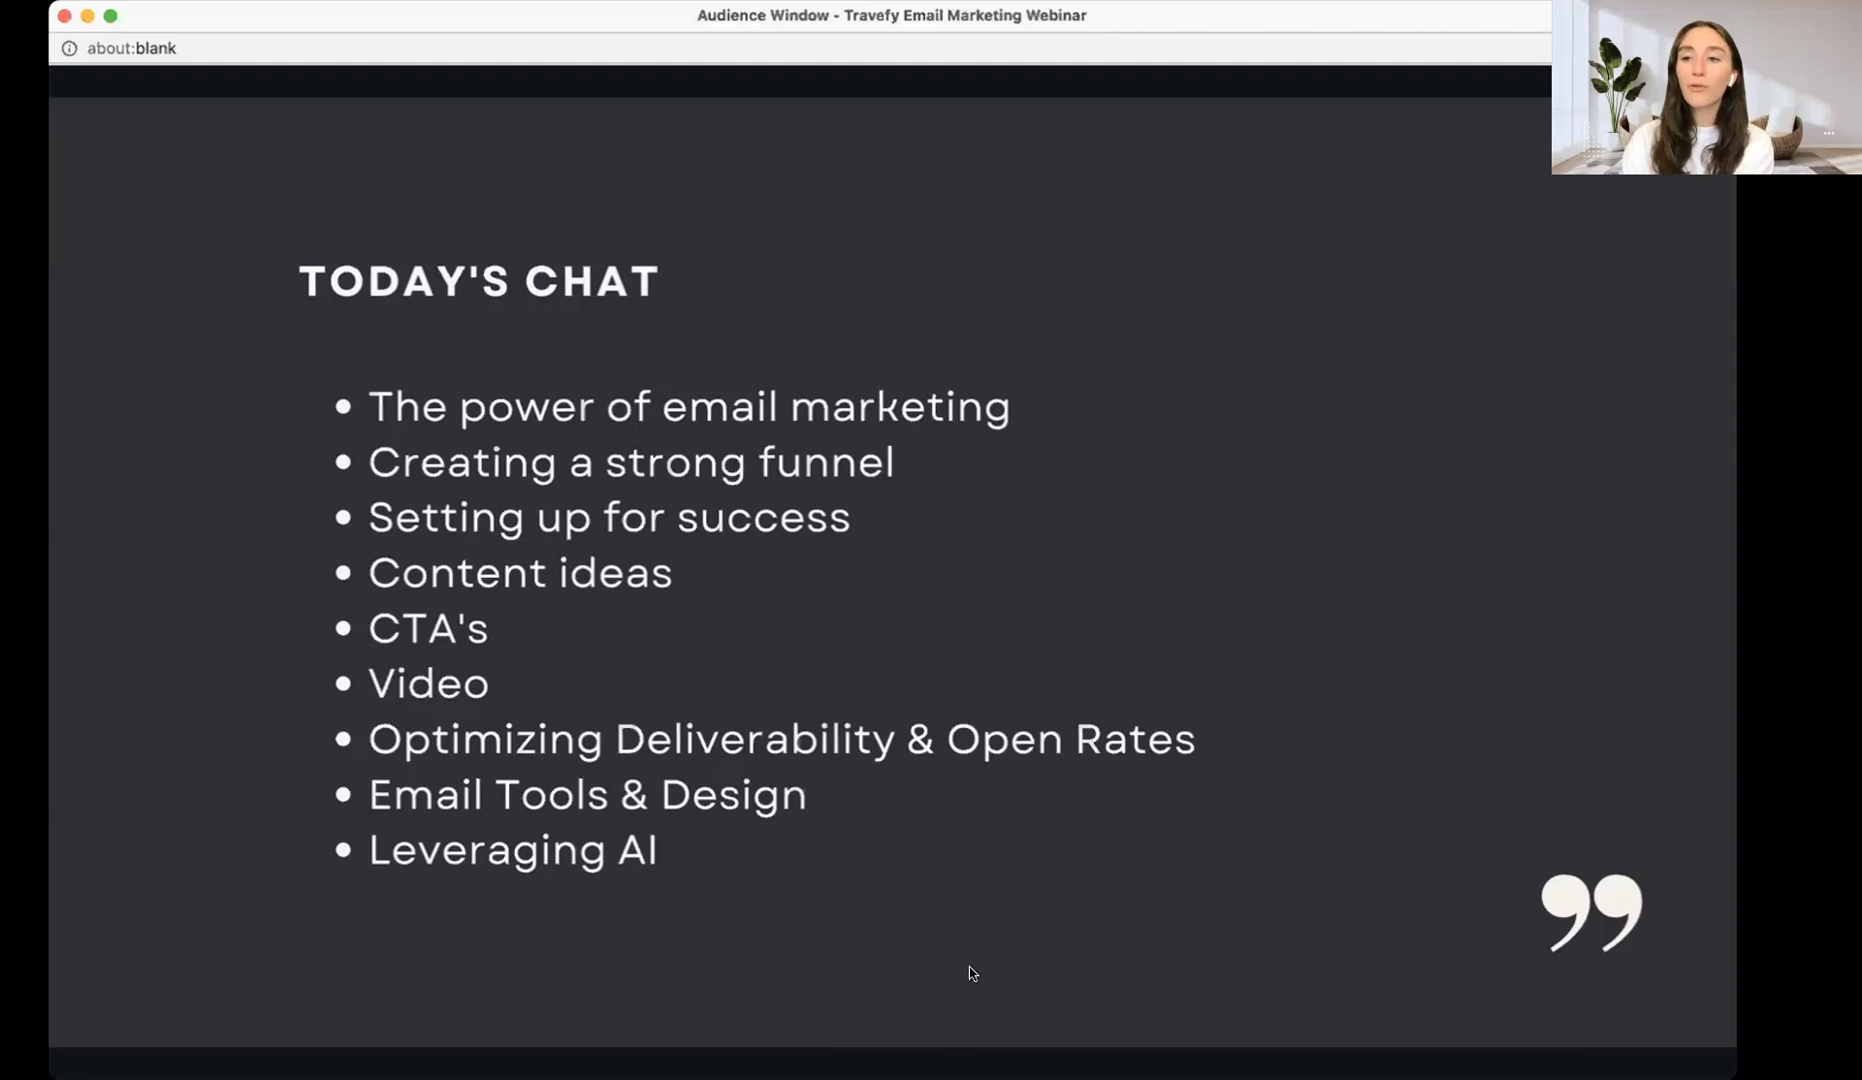 Audience Window - Travefy Email Marketing Webinar
about:blank
TODAY'S CHAT
• The power of email marketing
• Creating a strong funnel
• Setting up for success
• Content ideas
• CTA's
• Video
• Optimizing Deliverability & Open Rates
• Email Tools & Design
• Leveraging AI
”